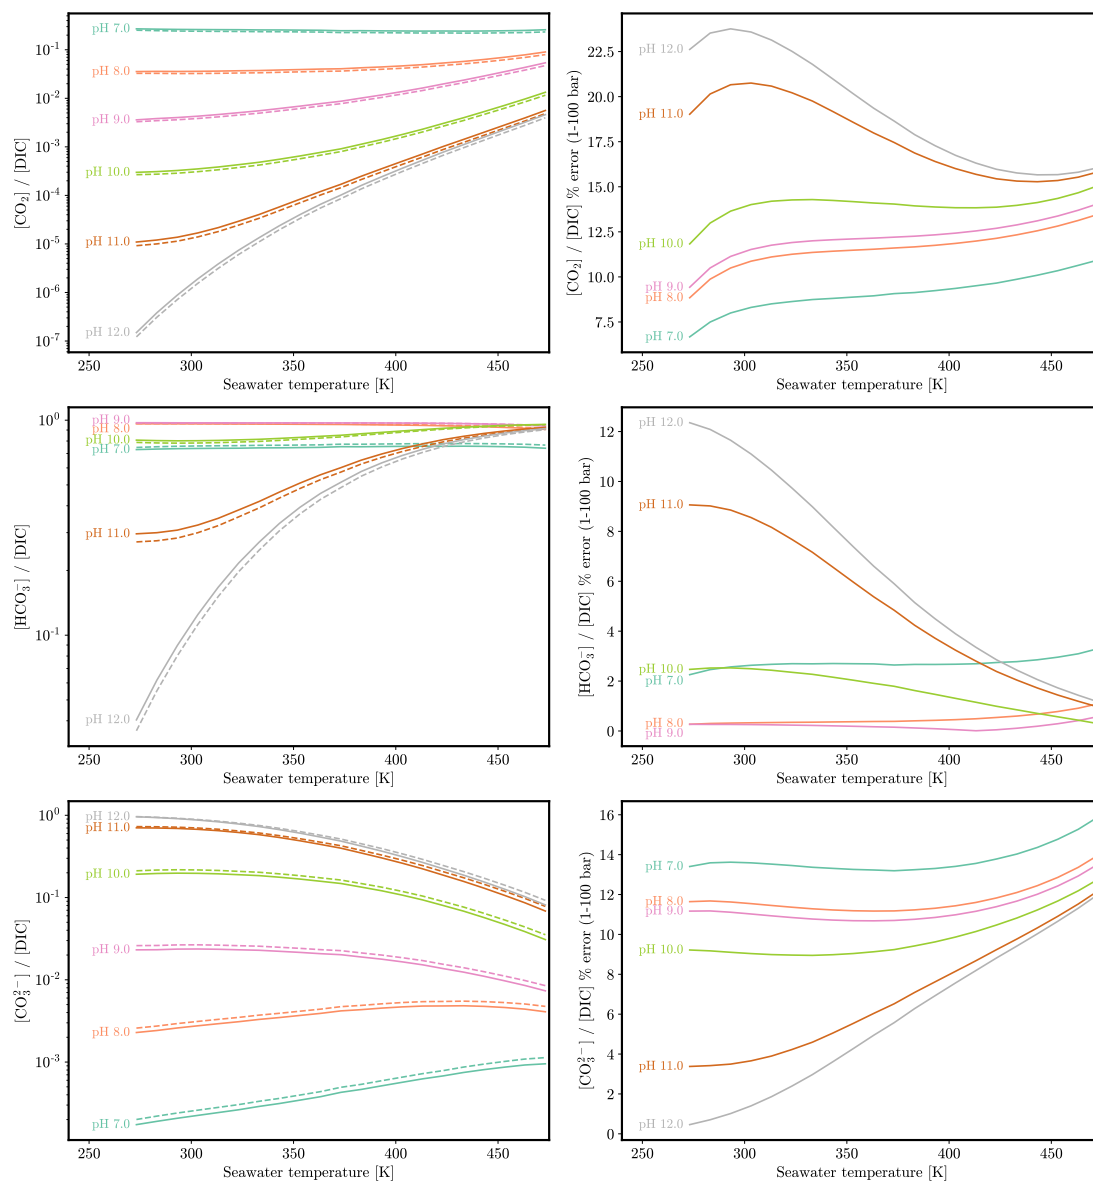 pH 7.0
pH 8.0
pH 9.0
pH 10.0
pH 11.0
pH 12.0
10⁻¹
10⁻²
10⁻³
10⁻⁴
10⁻⁵
10⁻⁶
10⁻⁷
[CO₂] / [DIC]
250 300 350 400 450
Seawater temperature [K]
pH 12.0
pH 11.0
pH 10.0
pH 9.0
pH 8.0
pH 7.0
22.5
20.0
17.5
15.0
12.5
10.0
7.5
[CO₂] / [DIC] % error (1-100 bar)
250 300 350 400 450
Seawater temperature [K]
pH 9.0
pH 8.0
pH 10.0
pH 7.0
pH 11.0
pH 12.0
10⁰
10⁻¹
[HCO₃⁻] / [DIC]
250 300 350 400 450
Seawater temperature [K]
pH 12.0
pH 11.0
pH 10.0
pH 7.0
pH 8.0
pH 9.0
12
10
8
6
4
2
0
[HCO₃⁻] / [DIC] % error (1-100 bar)
250 300 350 400 450
Seawater temperature [K]
pH 12.0
pH 11.0
pH 10.0
pH 9.0
pH 8.0
pH 7.0
10⁰
10⁻¹
10⁻²
10⁻³
[CO₃²⁻] / [DIC]
250 300 350 400 450
Seawater temperature [K]
pH 7.0
pH 8.0
pH 9.0
pH 10.0
pH 11.0
pH 12.0
16
14
12
10
8
6
4
2
0
[CO₃²⁻] / [DIC] % error (1-100 bar)
250 300 350 400 450
Seawater temperature [K]